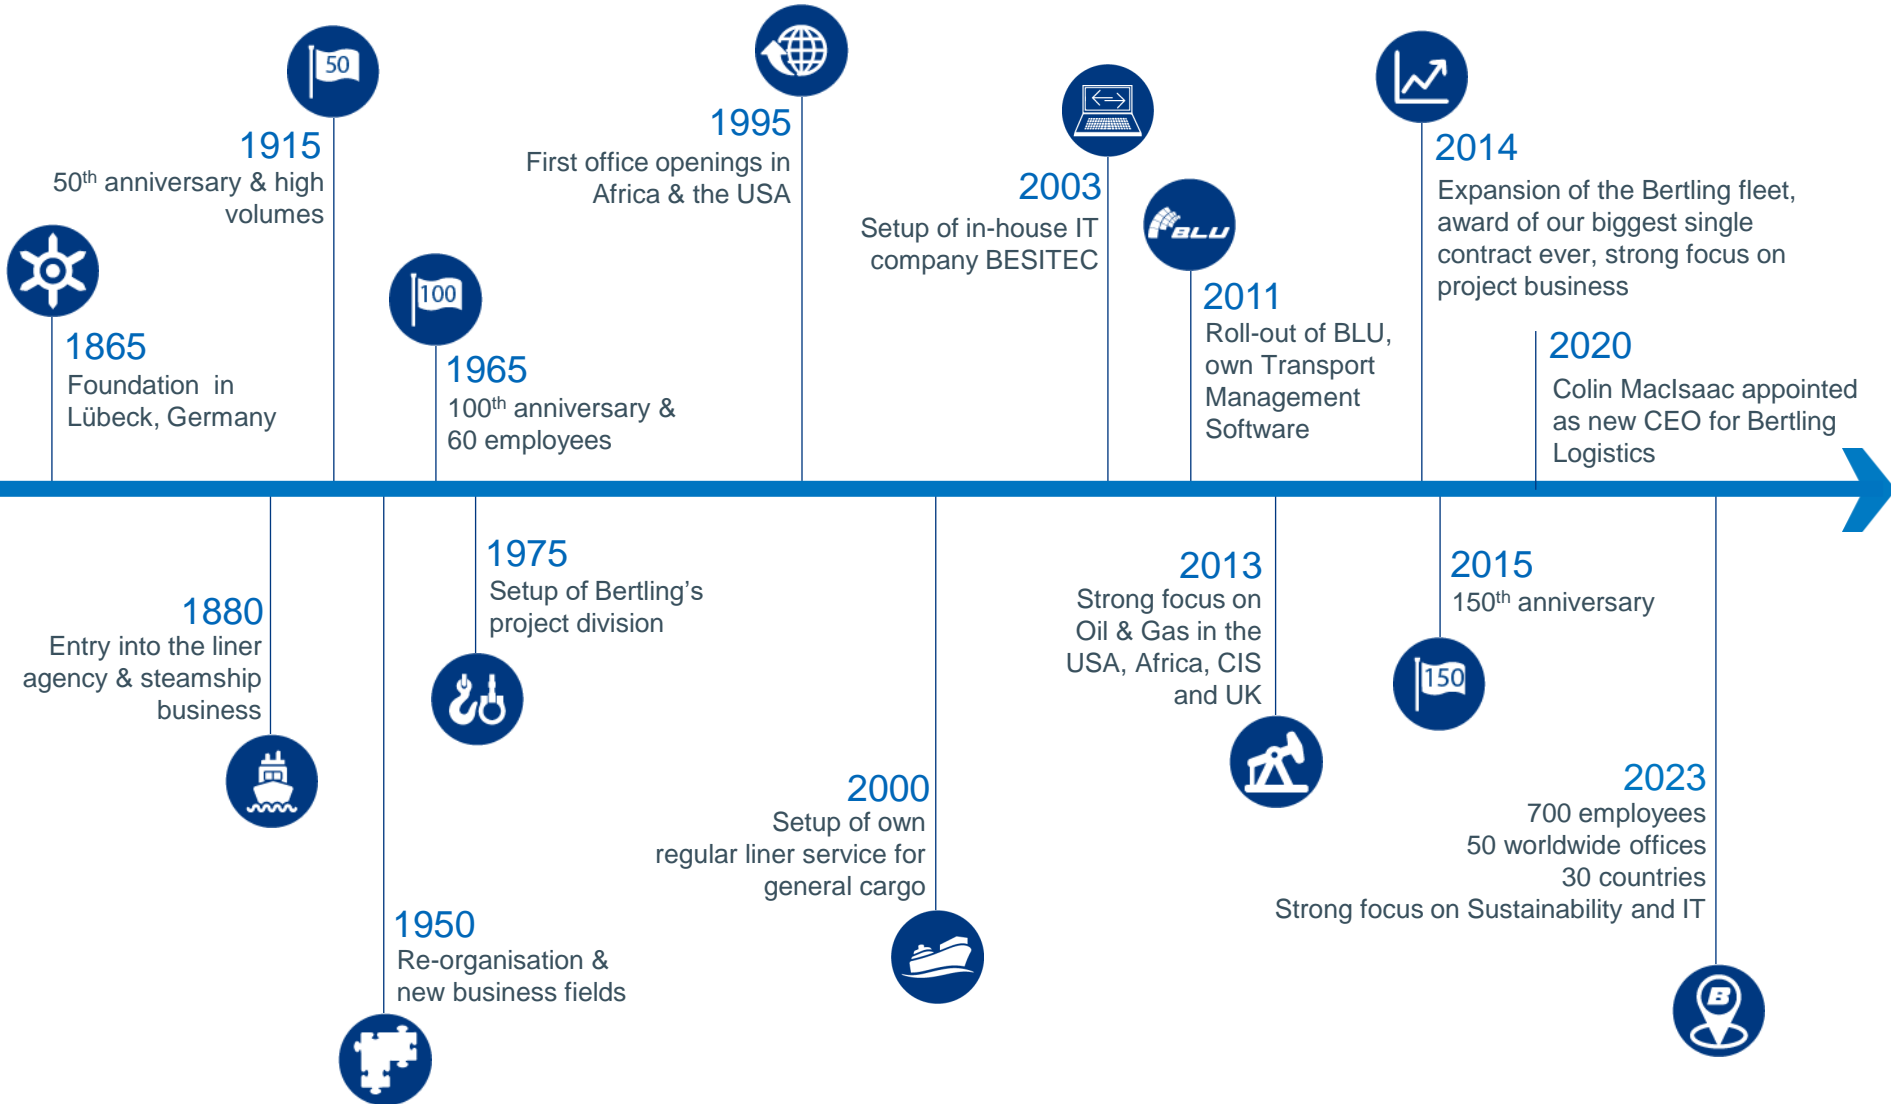 50
1915
50th anniversary & high
volumes
1865
Foundation in
Lübeck, Germany
100
1965
100th anniversary &
60 employees
1995
First office openings in
Africa & the USA
2003
Setup of in-house IT
company BESITEC
BLU
2011
Roll-out of BLU,
own Transport
Management
Software
2014
Expansion of the Bertling fleet,
award of our biggest single
contract ever, strong focus on
project business
2020
Colin MacIsaac appointed
as new CEO for Bertling
Logistics
1880
Entry into the liner
agency & steamship
business
1950
Re-organisation &
new business fields
1975
Setup of Bertling’s
project division
2000
Setup of own
regular liner service for
general cargo
2013
Strong focus on
Oil & Gas in the
USA, Africa, CIS
and UK
2015
150th anniversary
150
2023
700 employees
50 worldwide offices
30 countries
Strong focus on Sustainability and IT
B